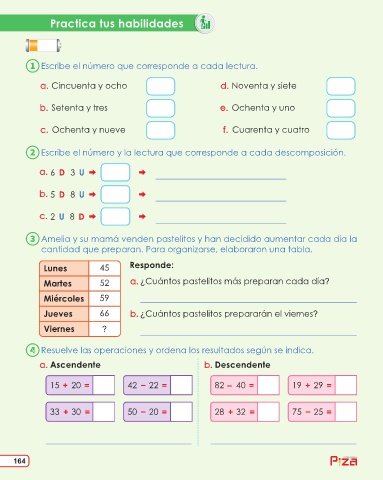 Practica tus habilidades
1 Escribe el número que corresponde a cada lectura.
a. Cincuenta y ocho
d. Noventa y siete
b. Setenta y tres
e. Ochenta y uno
c. Ochenta y nueve
f. Cuarenta y cuatro
2 Escribe el número y la lectura que corresponde a cada descomposición.
a. 6 D 3 U
b. 5 D 8 U
c. 2 U 8 D
3 Amelia y su mamá venden pastelitos y han decidido aumentar cada día la
cantidad que preparan. Para organizarse, elaboraron una tabla.
Lunes 45
Martes 52
Miércoles 59
Jueves 66
Viernes ?
Responde:
a. ¿Cuántos pastelitos más preparan cada día?
b. ¿Cuántos pastelitos prepararán el viernes?
4 Resuelve las operaciones y ordena los resultados según se indica.
a. Ascendente
15 + 20 =
42 − 22 =
33 + 30 =
50 − 20 =
b. Descendente
82 − 40 =
19 + 29 =
28 + 32 =
75 − 25 =
164